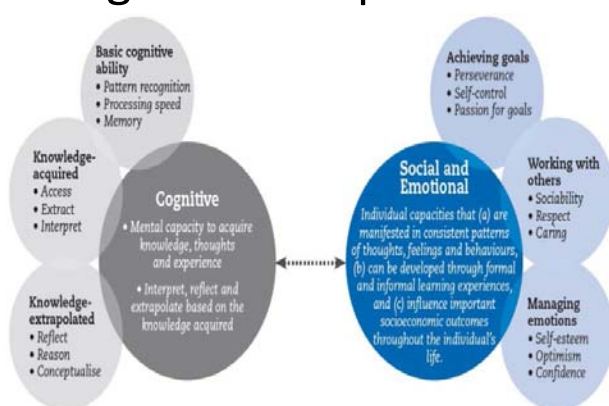 Basic cognitive
ability
• Pattern recognition
• Processing speed
• Memory
Knowledge-
acquired
• Access
• Extract
• Interpret
Knowledge-
extrapolated
• Reflect
• Reason
• Conceptualise
Cognitive
• Mental capacity to acquire
knowledge, thoughts
and experience
• Interpret, reflect and
extrapolate based on the
knowledge acquired
Social and
Emotional
Individual capacities that (a) are
manifested in consistent patterns
of thoughts, feelings and behaviours,
(b) can be developed through formal
and informal learning experiences,
and (c) influence important
socioeconomic outcomes
throughout the individual's
life.
Achieving goals
• Perseverance
• Self-control
• Passion for goals
Working with
others
• Sociability
• Respect
• Caring
Managing
emotions
• Self-esteem
• Optimism
• Confidence